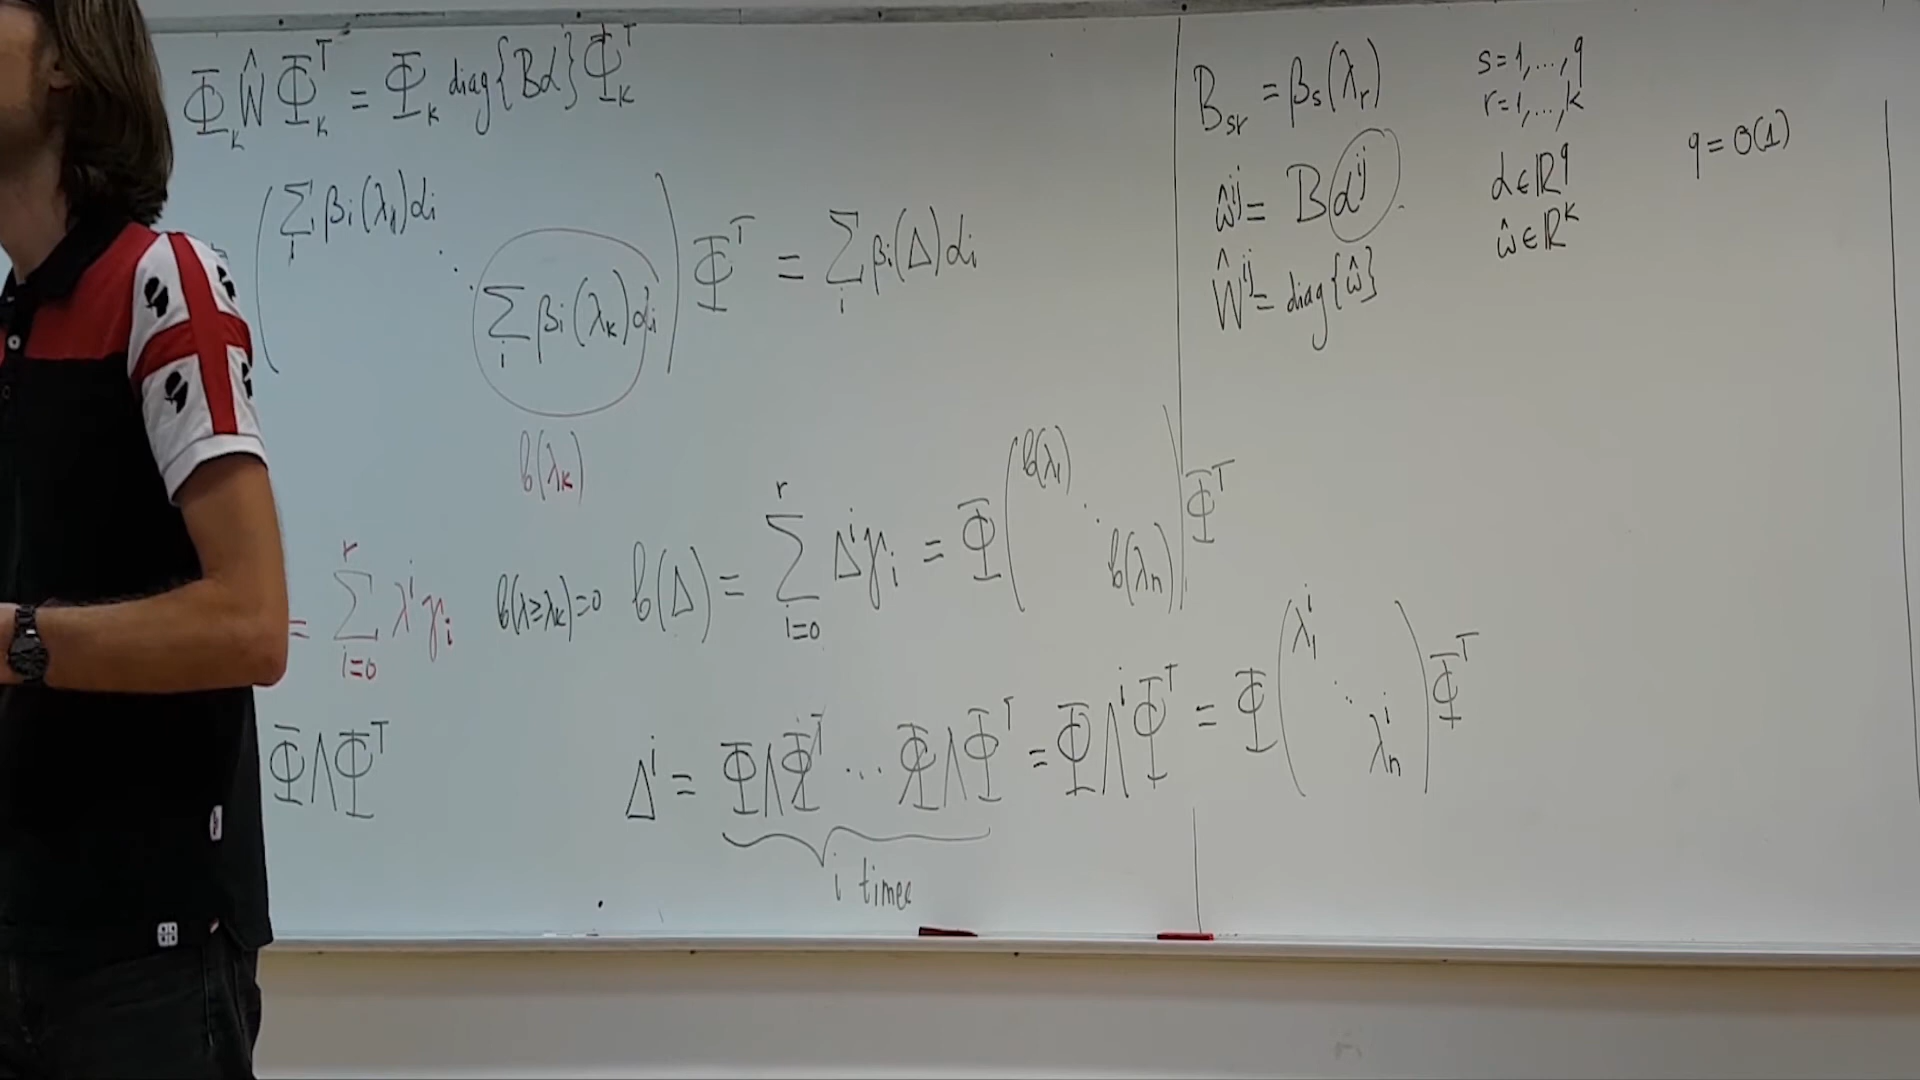 Φ_k Ŵ Φ_k^T = Φ_k diag{Bα} Φ_k^T
( Σ_i β_i(λ_1)α_i ⋱ Σ_i β_i(λ_k)α_i ) Φ^T = Σ_i β_i(Δ)α_i
b(λ_k)
= Σ_{i=0}^r λ^i γ_i b(λ≥λ_k)=0 b(Δ) = Σ_{i=0}^r Δ^i γ_i = Φ ( b(λ_1) ⋱ b(λ_n) ) Φ^T
ΦΛΦ^T Δ^i = ΦΛΦ^T ... ΦΛΦ^T = ΦΛ^iΦ^T = Φ ( λ_1^i ⋱ λ_n^i ) Φ^T
i times
B_sr = β_s(λ_r) s=1,...,q
r=1,...,k
q = O(1)
ŵ^ij = Bα^ij α∈ℝ^q
ŵ∈ℝ^k
Ŵ^ij = diag{ŵ}